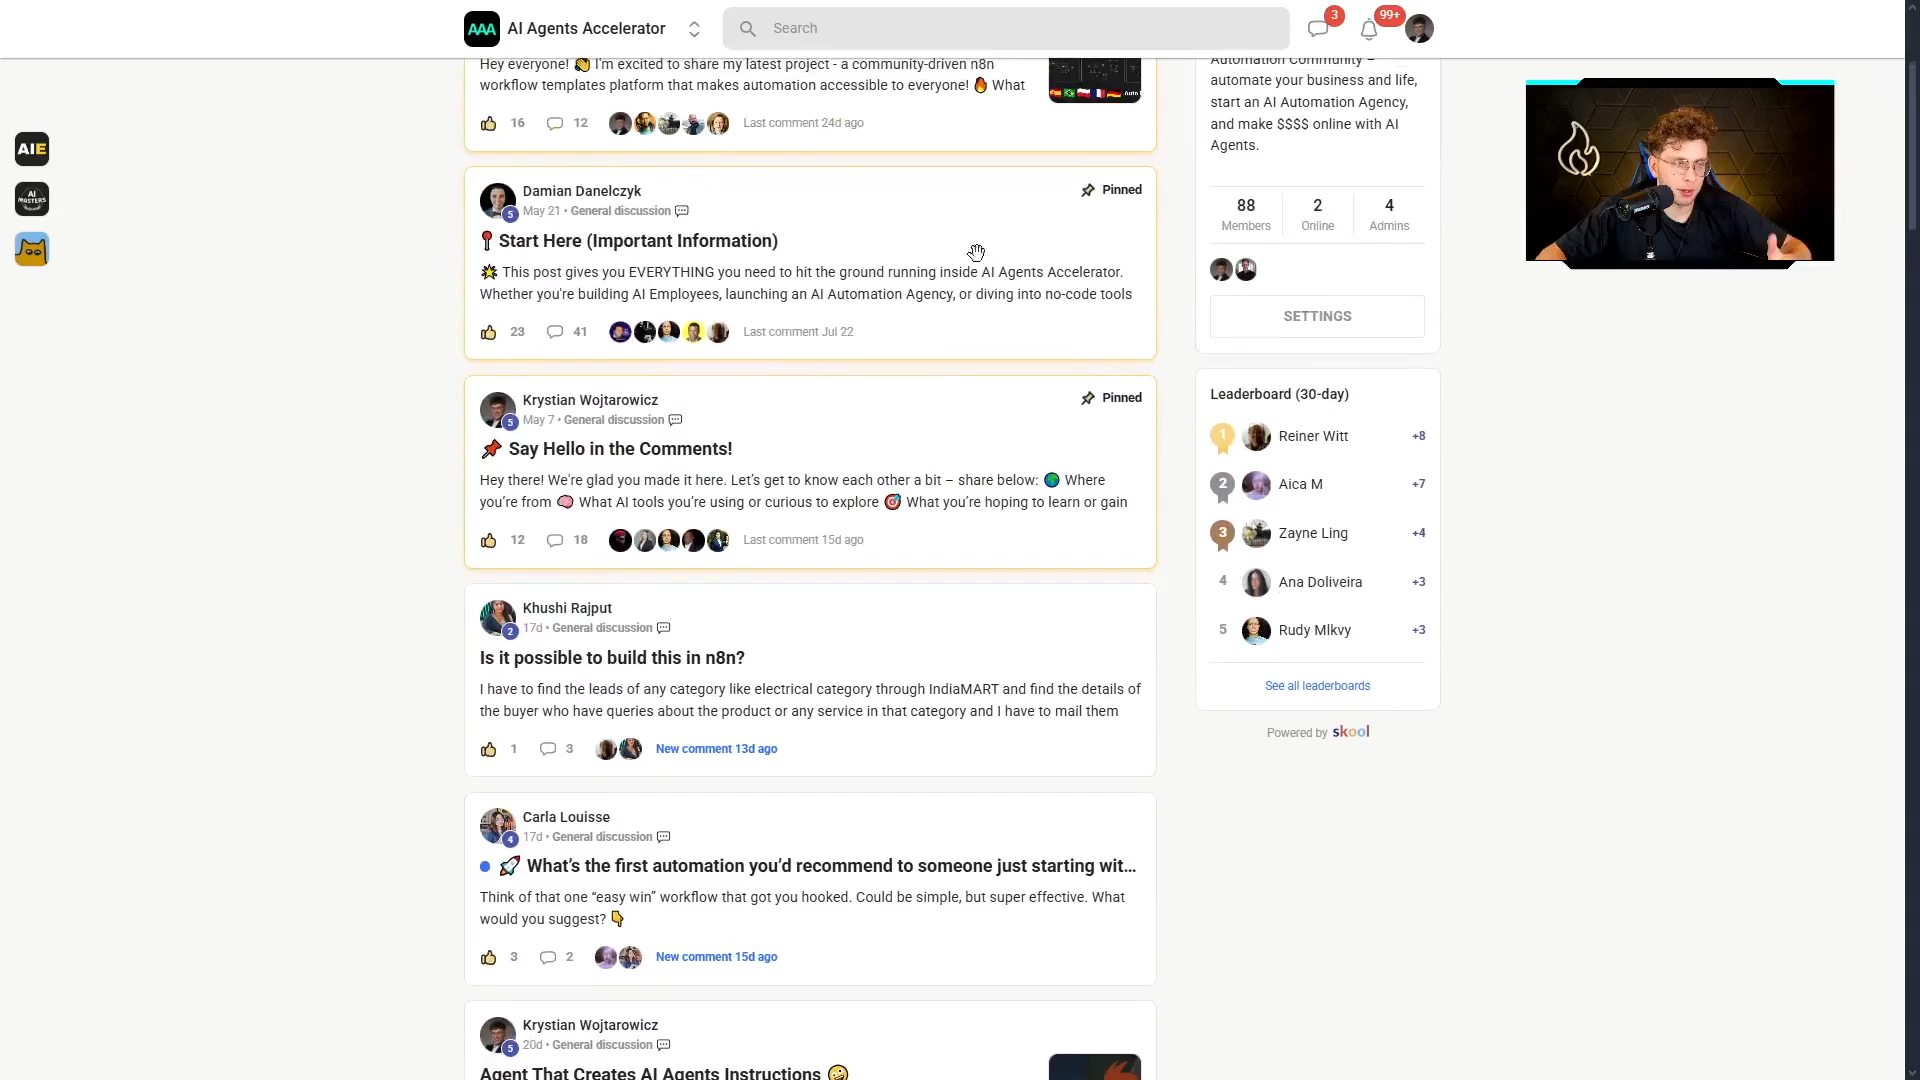 AAA AI Agents Accelerator
Search
3
99+
AIE
AI
MASTERS
Hey everyone! 👋 I'm excited to share my latest project - a community-driven n8n
workflow templates platform that makes automation accessible to everyone! 🔥 What
16 12 Last comment 24d ago
Damian Danelczyk
Pinned
5
May 21 • General discussion
📍 Start Here (Important Information)
🌟 This post gives you EVERYTHING you need to hit the ground running inside AI Agents Accelerator.
Whether you're building AI Employees, launching an AI Automation Agency, or diving into no-code tools
23 41 Last comment Jul 22
Krystian Wojtarowicz
Pinned
5
May 7 • General discussion
📌 Say Hello in the Comments!
Hey there! We're glad you made it here. Let’s get to know each other a bit – share below: 🌍 Where
you’re from 🧠 What AI tools you’re using or curious to explore 🎯 What you’re hoping to learn or gain
12 18 Last comment 15d ago
Khushi Rajput
2
17d • General discussion
Is it possible to build this in n8n?
I have to find the leads of any category like electrical category through IndiaMART and find the details of
the buyer who have queries about the product or any service in that category and I have to mail them
1 3 New comment 13d ago
Carla Louisse
4
17d • General discussion
🚀 What’s the first automation you’d recommend to someone just starting wit...
Think of that one “easy win” workflow that got you hooked. Could be simple, but super effective. What
would you suggest? 👇
3 2 New comment 15d ago
Krystian Wojtarowicz
5
20d • General discussion
Agent That Creates AI Agents Instructions 🤪
Automation Community –
automate your business and life,
start an AI Automation Agency,
and make $$$$ online with AI
Agents.
88 2 4
Members Online Admins
SETTINGS
Leaderboard (30-day)
1 Reiner Witt +8
2 Aica M +7
3 Zayne Ling +4
4 Ana Doliveira +3
5 Rudy Mlkvy +3
See all leaderboards
Powered by skool